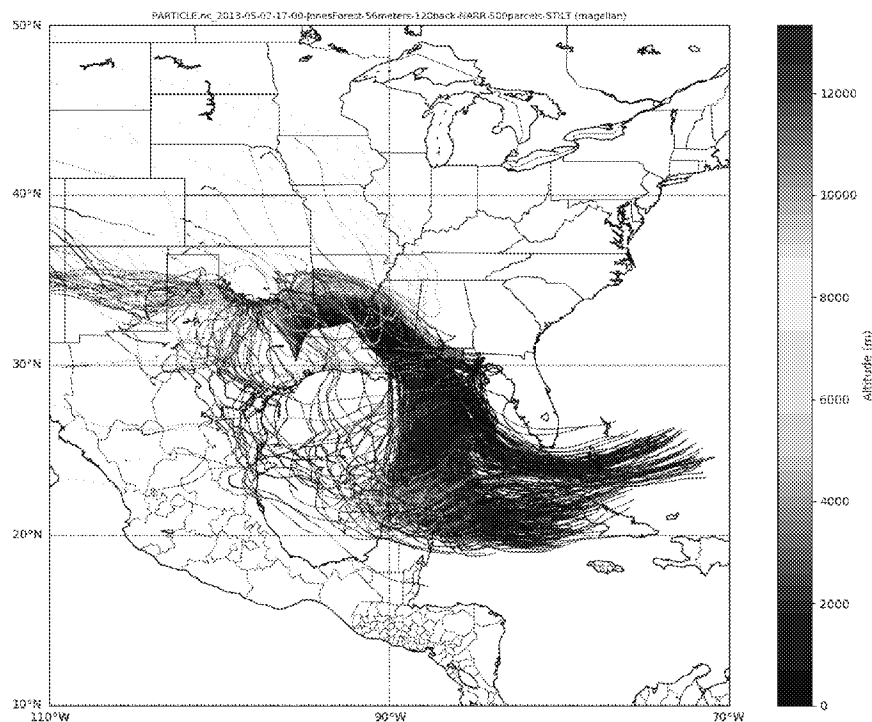 PARTICLE.nc_2013-05-07-17-00-JonesForest-56meters-120back-NARR-500parcels-STILT (magellan)
50°N
40°N
30°N
20°N
10°N
110°W
90°W
70°W
12000
10000
8000
6000
4000
2000
0
Altitude (m)